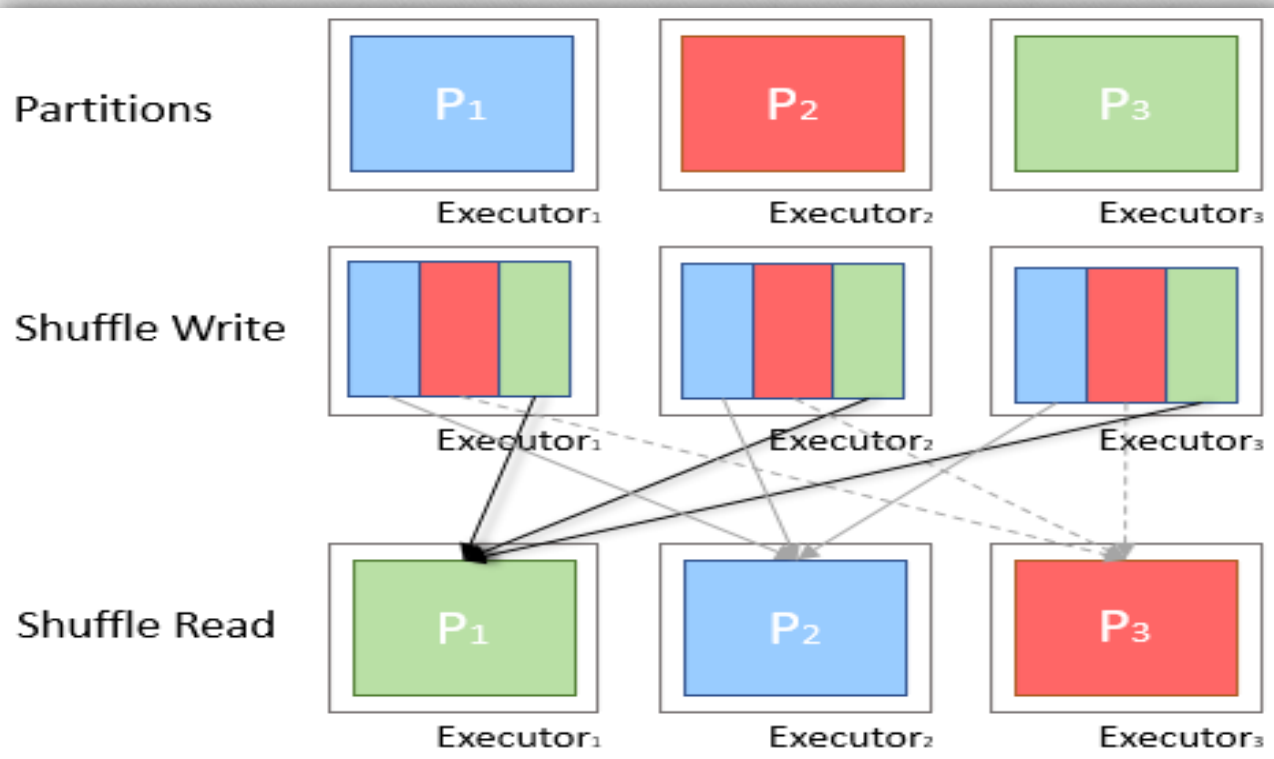 Partitions
P₁
P₂
P₃
Executor₁
Executor₂
Executor₃
Shuffle Write
Executor₁
Executor₂
Executor₃
Shuffle Read
P₁
P₂
P₃
Executor₁
Executor₂
Executor₃